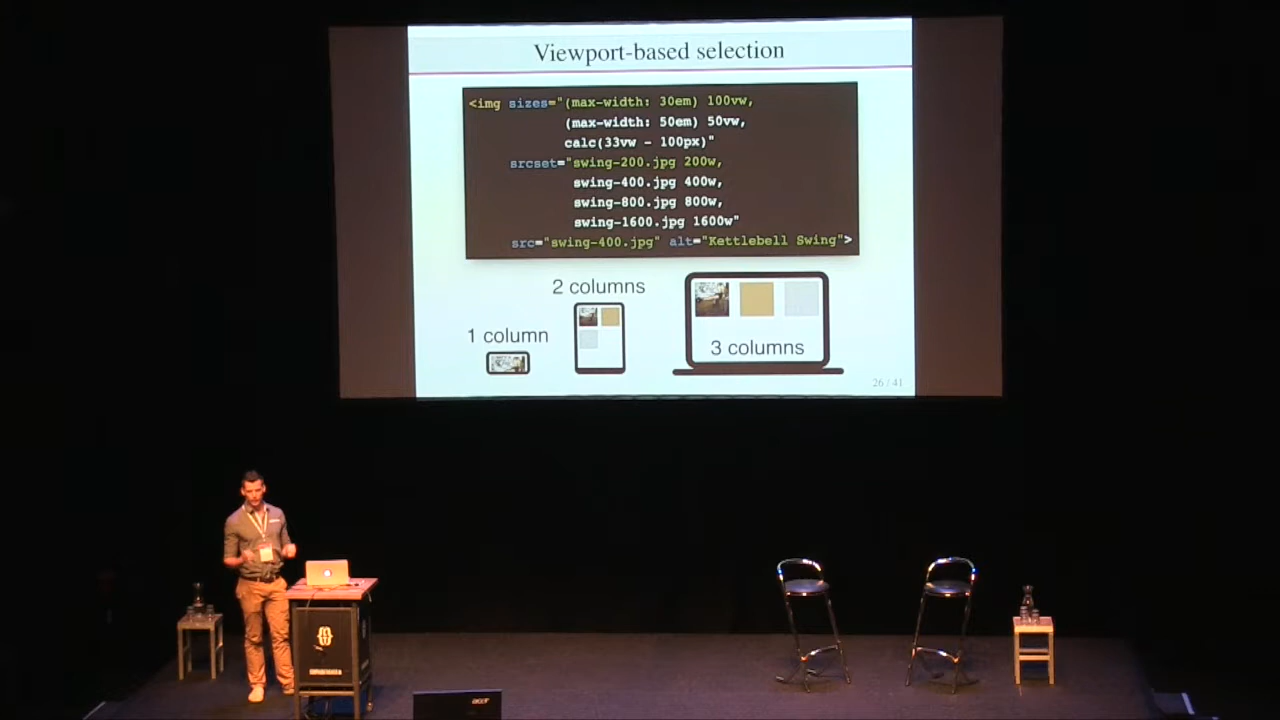 Viewport-based selection
<img sizes="(max-width: 30em) 100vw,
(max-width: 50em) 50vw,
calc(33vw - 100px)"
srcset="swing-200.jpg 200w,
swing-400.jpg 400w,
swing-800.jpg 800w,
swing-1600.jpg 1600w"
src="swing-400.jpg" alt="Kettlebell Swing">
2 columns
1 column
3 columns
26 / 41
acer